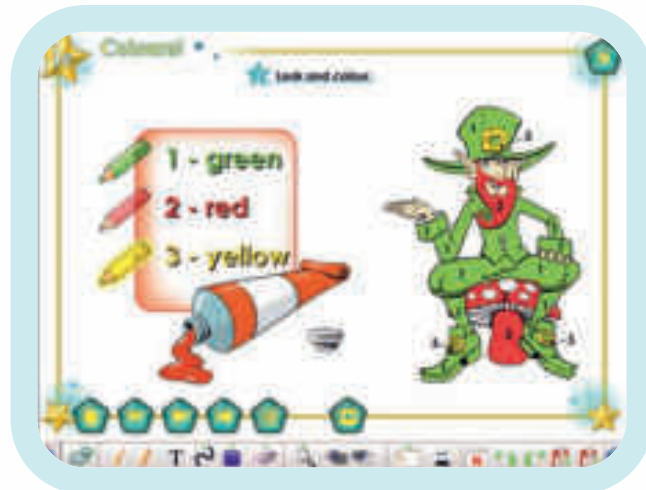 Colours!
Look and colour.
1 - green
2 - red
3 - yellow
T